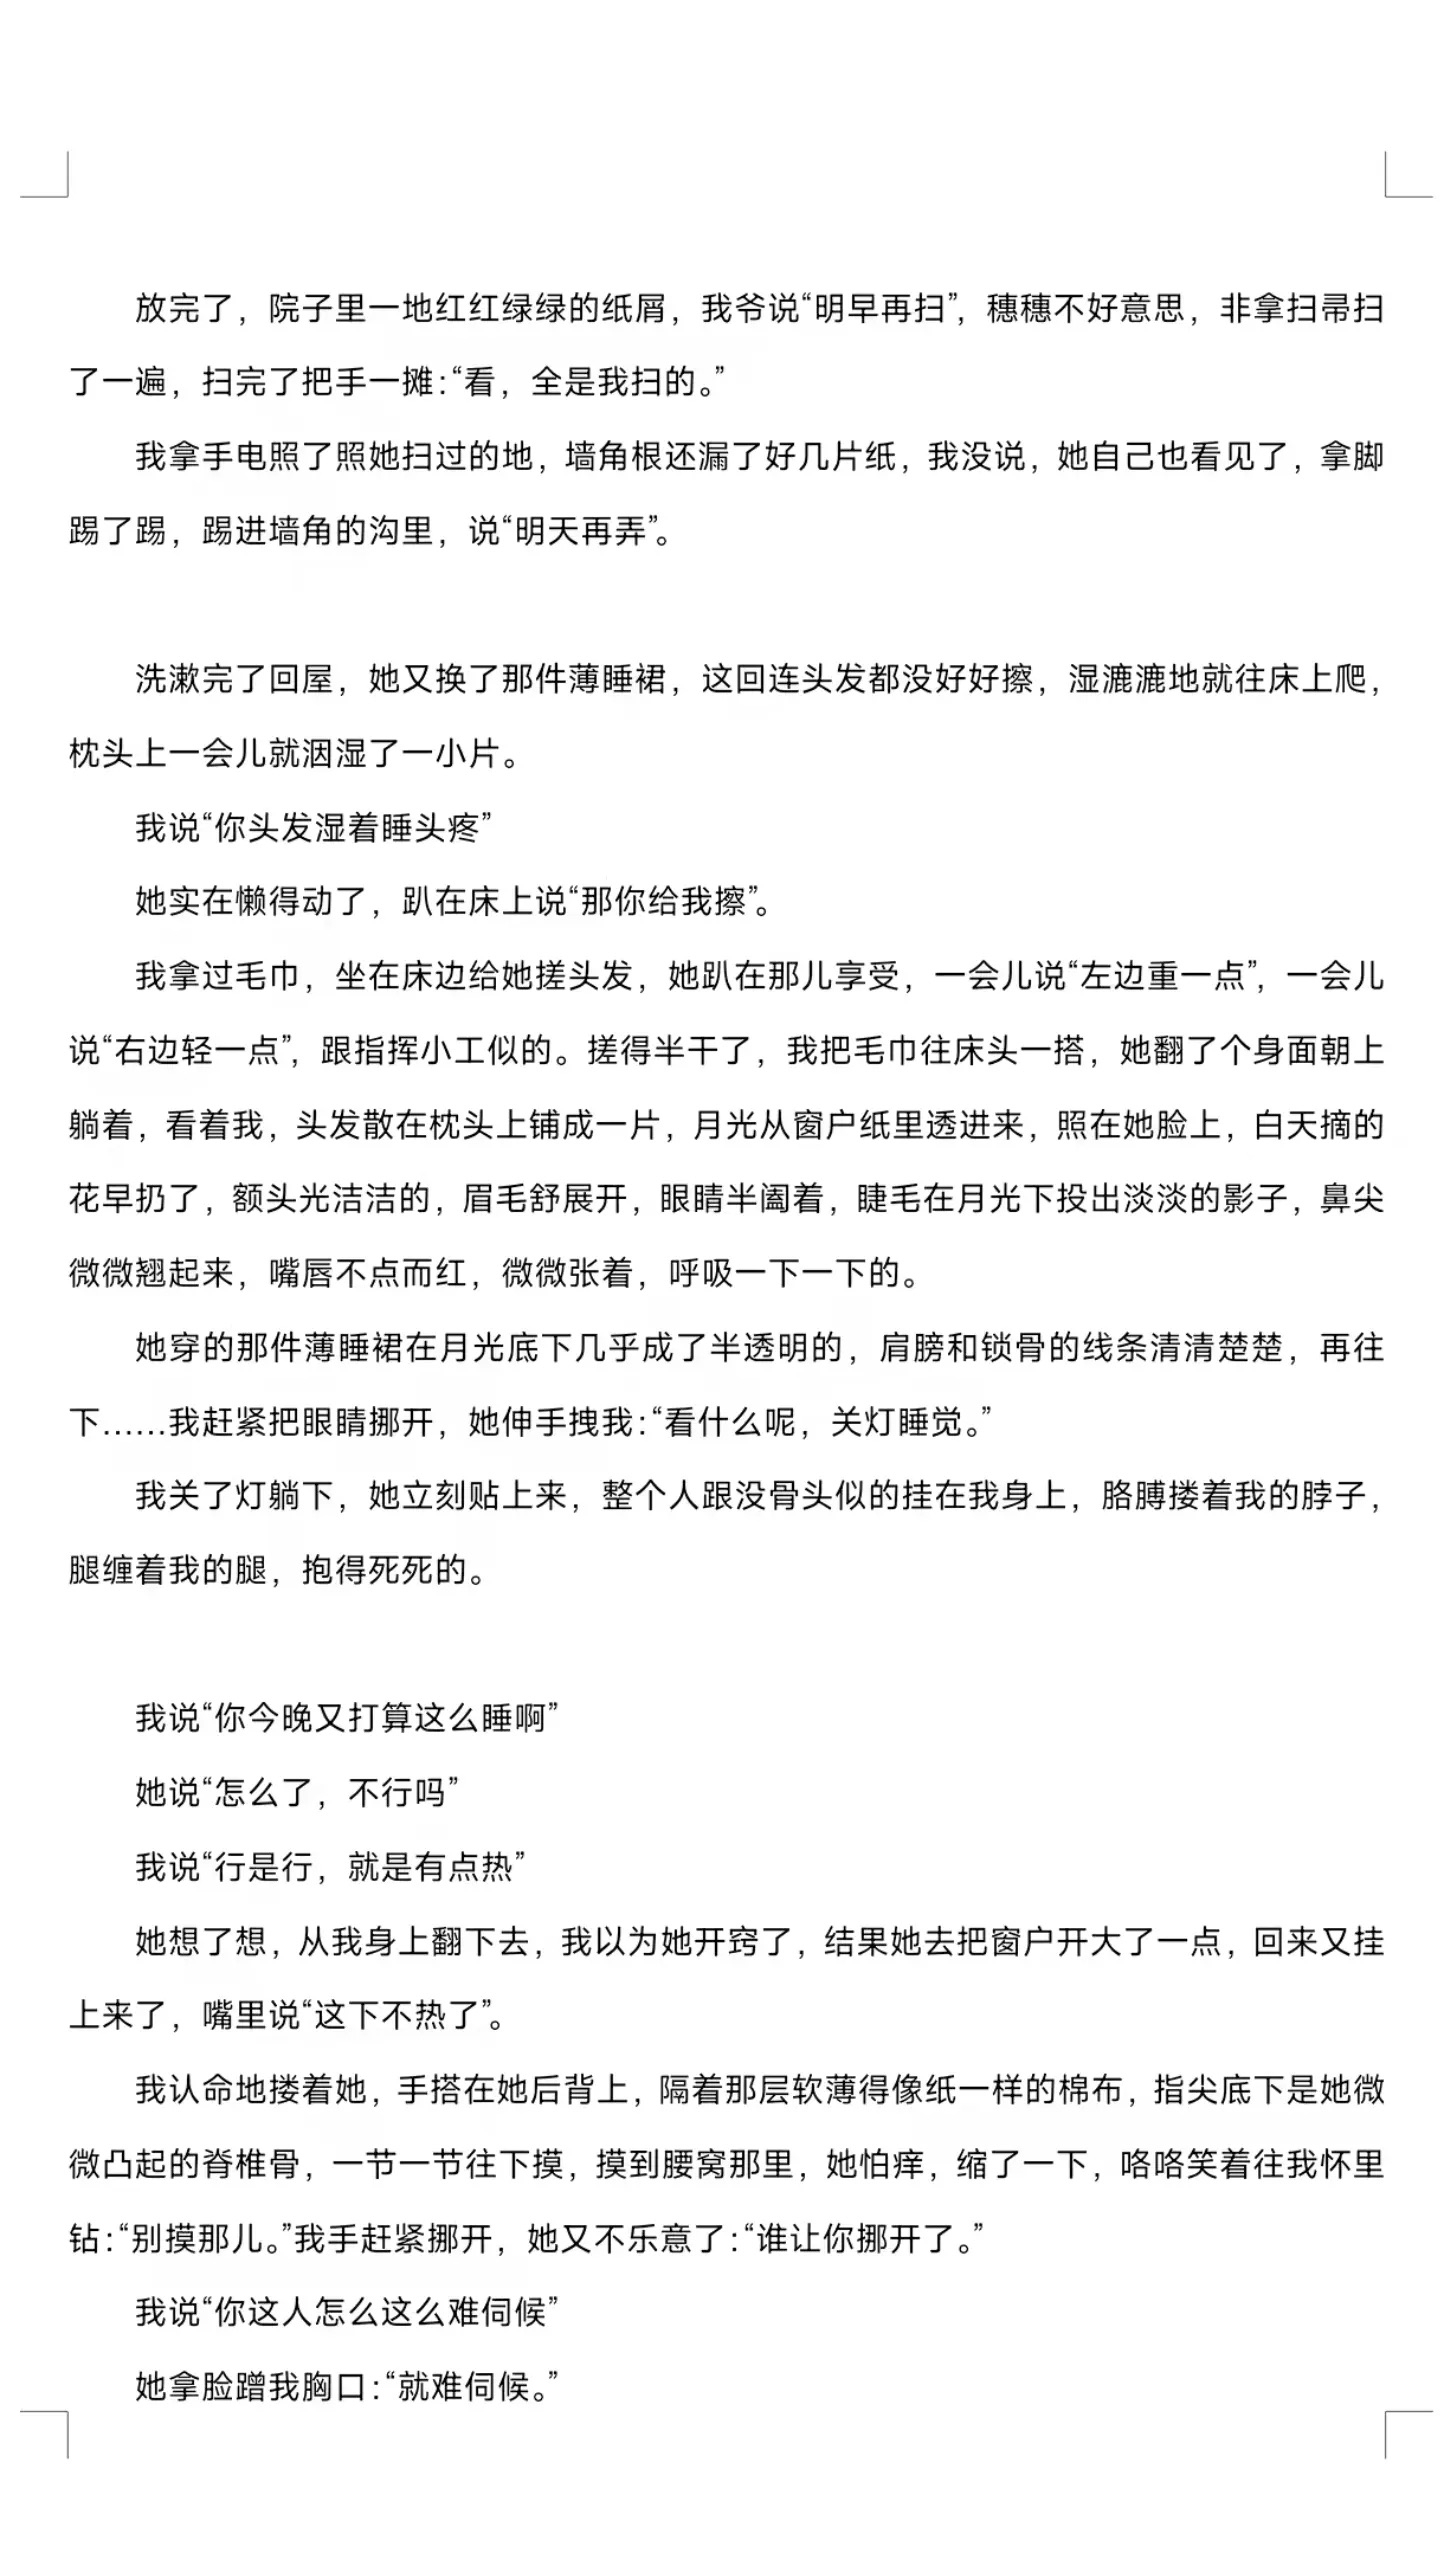 放完了，院子里一地红红绿绿的纸屑，我爷说“明早再扫”，穗穗不好意思，非拿扫帚扫
了一遍，扫完了把手一摊：“看，全是我扫的。”
我拿手电照了照她扫过的地，墙角根还漏了好几片纸，我没说，她自己也看见了，拿脚
踢了踢，踢进墙角的沟里，说“明天再弄”。
洗漱完了回屋，她又换了那件薄睡裙，这回连头发都没好好擦，湿漉漉地就往床上爬，
枕头上一会儿就洇湿了一小片。
我说“你头发湿着睡头疼”
她实在懒得动了，趴在床上说“那你给我擦”。
我拿过毛巾，坐在床边给她搓头发，她趴在那儿享受，一会儿说“左边重一点”，一会儿
说“右边轻一点”，跟指挥小工似的。搓得半干了，我把毛巾往床头一搭，她翻了个身面朝上
躺着，看着我，头发散在枕头上铺成一片，月光从窗户纸里透进来，照在她脸上，白天摘的
花早扔了，额头光洁洁的，眉毛舒展开，眼睛半阖着，睫毛在月光下投出淡淡的影子，鼻尖
微微翘起来，嘴唇不点而红，微微张着，呼吸一下一下的。
她穿的那件薄睡裙在月光底下几乎成了半透明的，肩膀和锁骨的线条清清楚楚，再往
下……我赶紧把眼睛挪开，她伸手拽我：“看什么呢，关灯睡觉。”
我关了灯躺下，她立刻贴上来，整个人跟没骨头似的挂在我身上，胳膊搂着我的脖子，
腿缠着我的腿，抱得死死的。
我说“你今晚又打算这么睡啊”
她说“怎么了，不行吗”
我说“行是行，就是有点热”
她想了想，从我身上翻下去，我以为她开窍了，结果她去把窗户开大了一点，回来又挂
上来了，嘴里说“这下不热了”。
我认命地搂着她，手搭在她后背上，隔着那层软薄得像纸一样的棉布，指尖底下是她微
微凸起的脊椎骨，一节一节往下摸，摸到腰窝那里，她怕痒，缩了一下，咯咯笑着往我怀里
钻：“别摸那儿。”我手赶紧挪开，她又不乐意了：“谁让你挪开了。”
我说“你这人怎么这么难伺候”
她拿脸蹭我胸口：“就难伺候。”